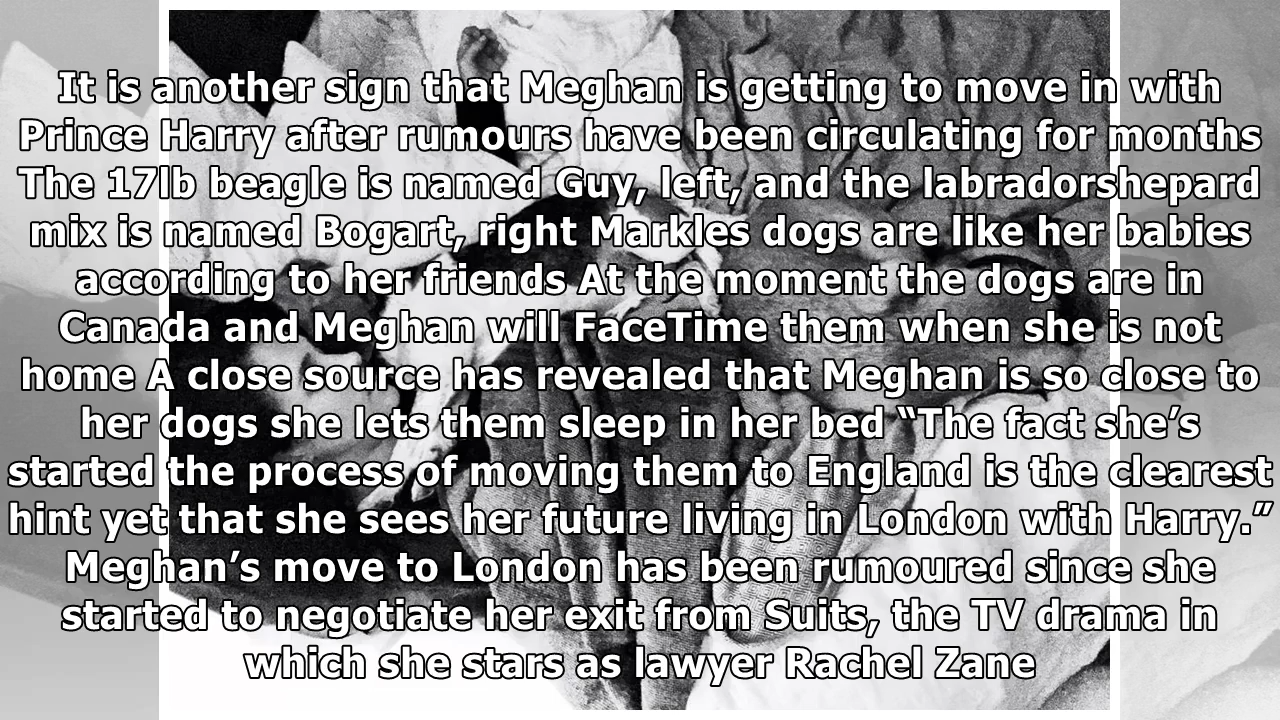 It is another sign that Meghan is getting to move in with
Prince Harry after rumours have been circulating for months
The 17lb beagle is named Guy, left, and the labradorshepard
mix is named Bogart, right Markles dogs are like her babies
according to her friends At the moment the dogs are in
Canada and Meghan will FaceTime them when she is not
home A close source has revealed that Meghan is so close to
her dogs she lets them sleep in her bed “The fact she’s
started the process of moving them to England is the clearest
hint yet that she sees her future living in London with Harry.”
Meghan’s move to London has been rumoured since she
started to negotiate her exit from Suits, the TV drama in
which she stars as lawyer Rachel Zane